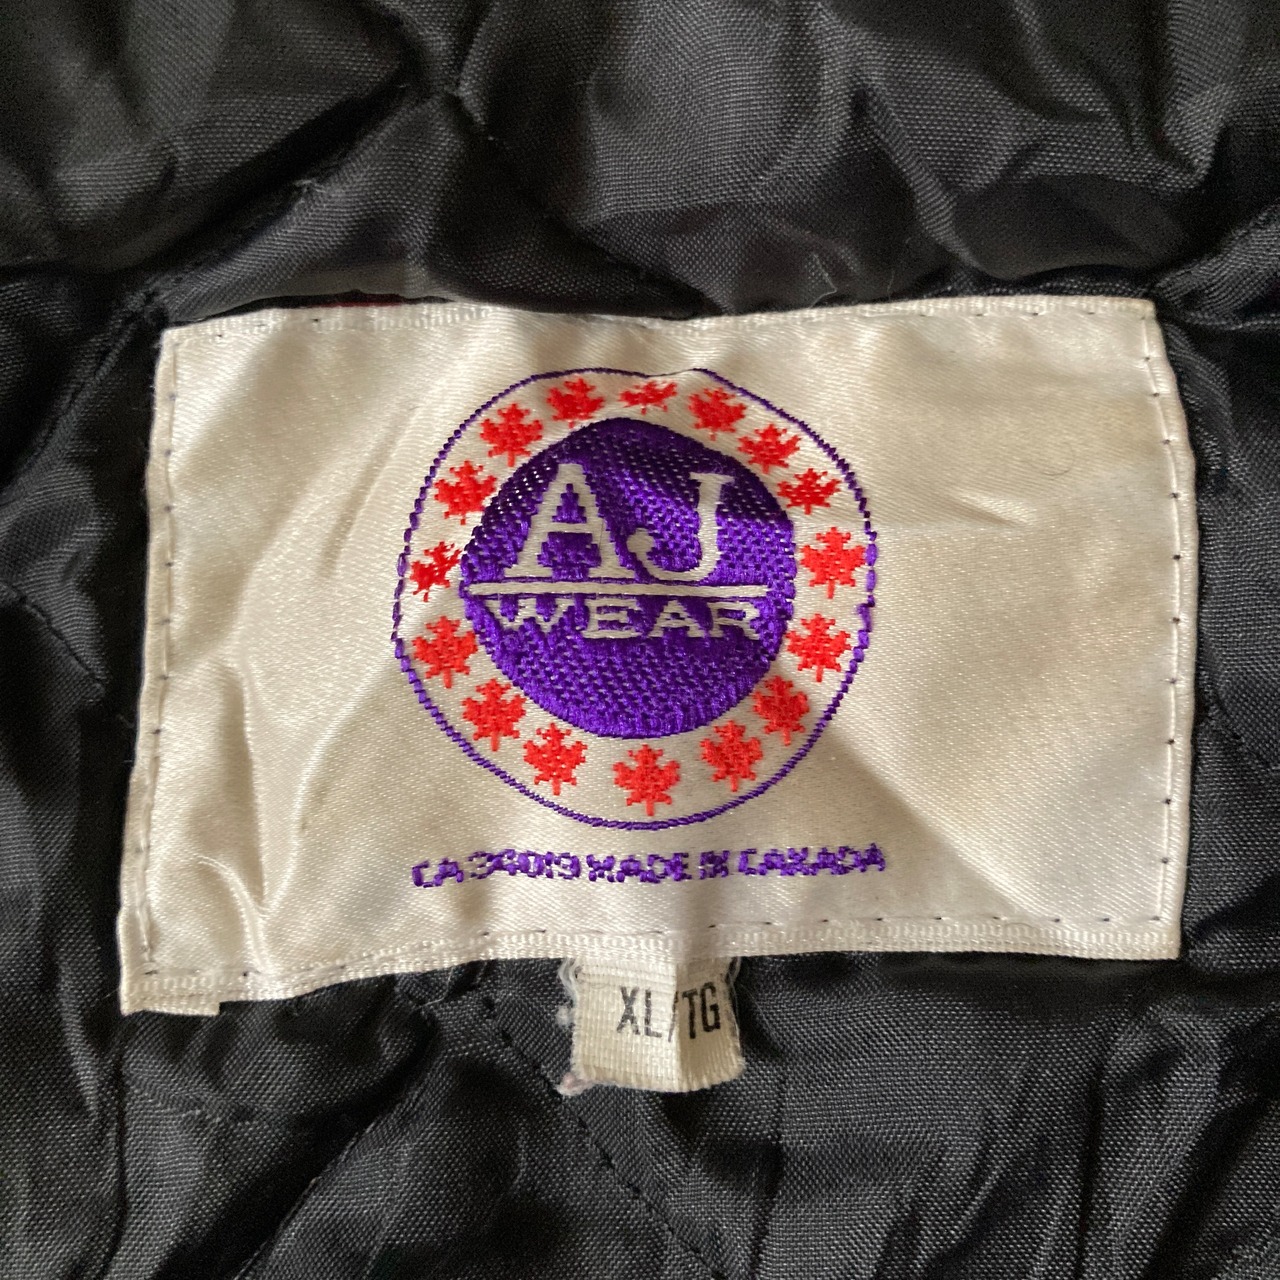 AJ
WEAR
CA 34019 MADE IN CANADA
XL/TG